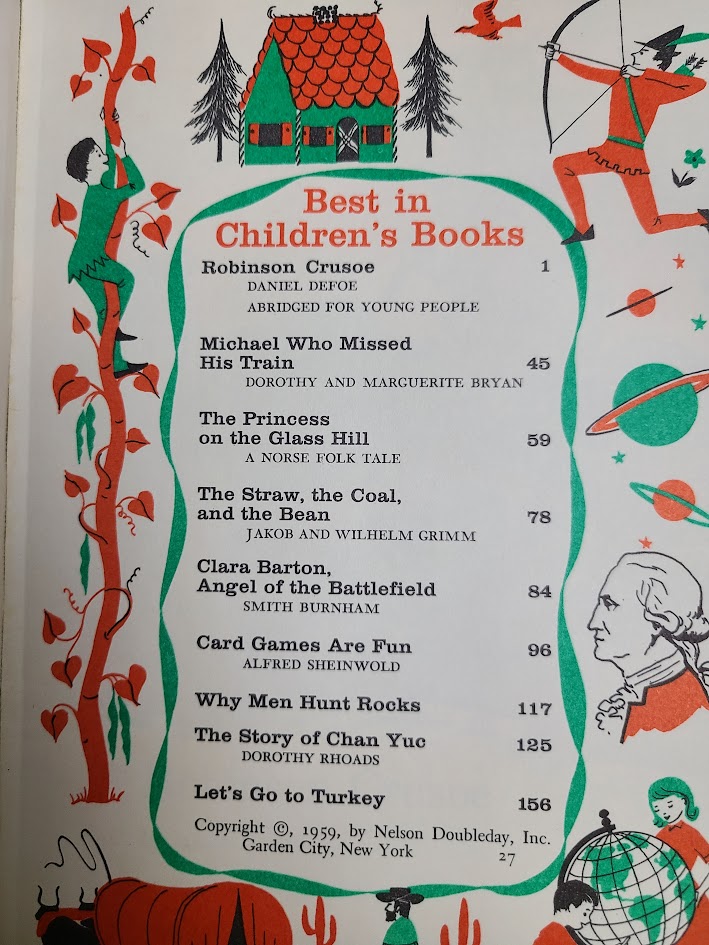 Best in
Children's Books
Robinson Crusoe 1
DANIEL DEFOE
ABRIDGED FOR YOUNG PEOPLE
Michael Who Missed
His Train 45
DOROTHY AND MARGUERITE BRYAN
The Princess
on the Glass Hill 59
A NORSE FOLK TALE
The Straw, the Coal,
and the Bean 78
JAKOB AND WILHELM GRIMM
Clara Barton,
Angel of the Battlefield 84
SMITH BURNHAM
Card Games Are Fun 96
ALFRED SHEINWOLD
Why Men Hunt Rocks 117
The Story of Chan Yuc 125
DOROTHY RHOADS
Let's Go to Turkey 156
Copyright ©, 1959, by Nelson Doubleday, Inc.
Garden City, New York 27